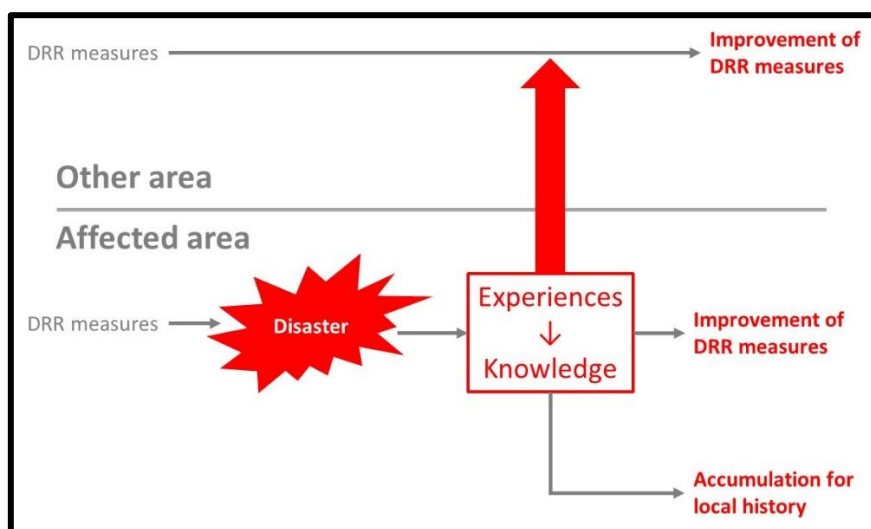 DRR measures
Improvement of
DRR measures
Other area
Affected area
DRR measures
Disaster
Experiences
↓
Knowledge
Improvement of
DRR measures
Accumulation for
local history